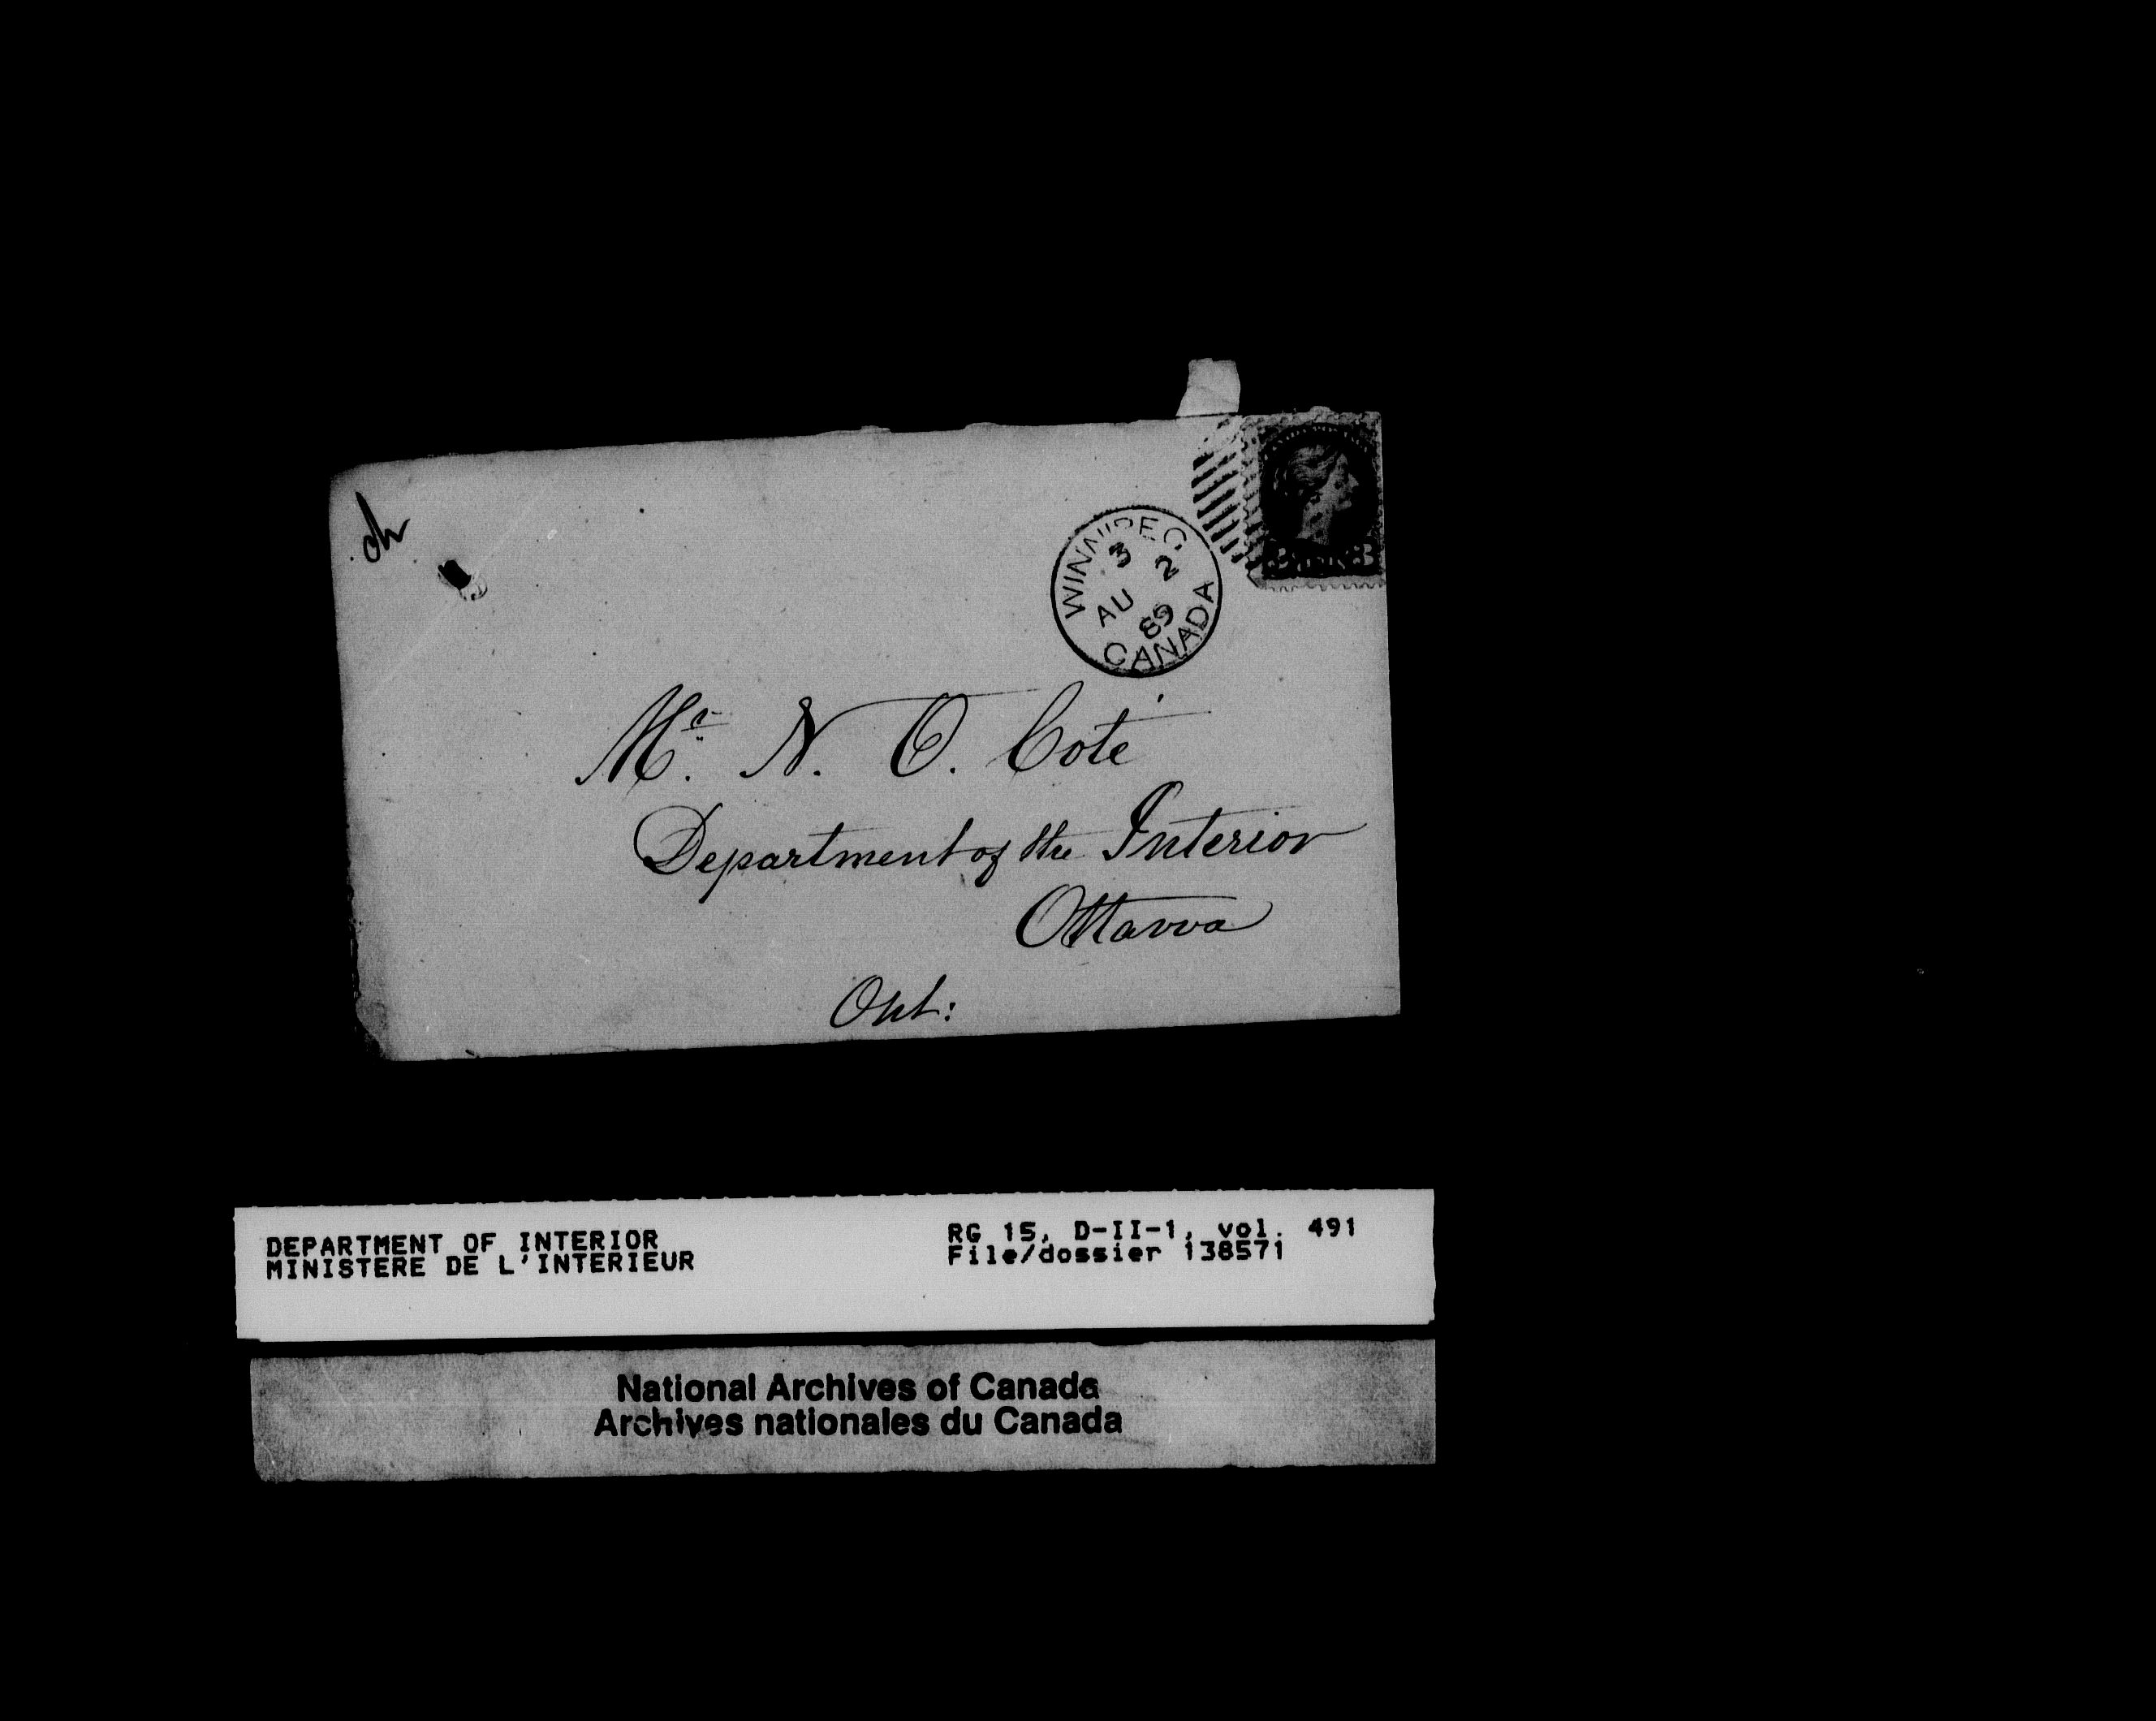 WINNIPEG
3 2
AU 89
CANADA
Mr. N. O. Coté
Department of the Interior
Ottawa
Ont:
DEPARTMENT OF INTERIOR
MINISTERE DE L'INTERIEUR
RG 15, D-II-1, vol. 491
File/dossier 138571
National Archives of Canada
Archives nationales du Canada